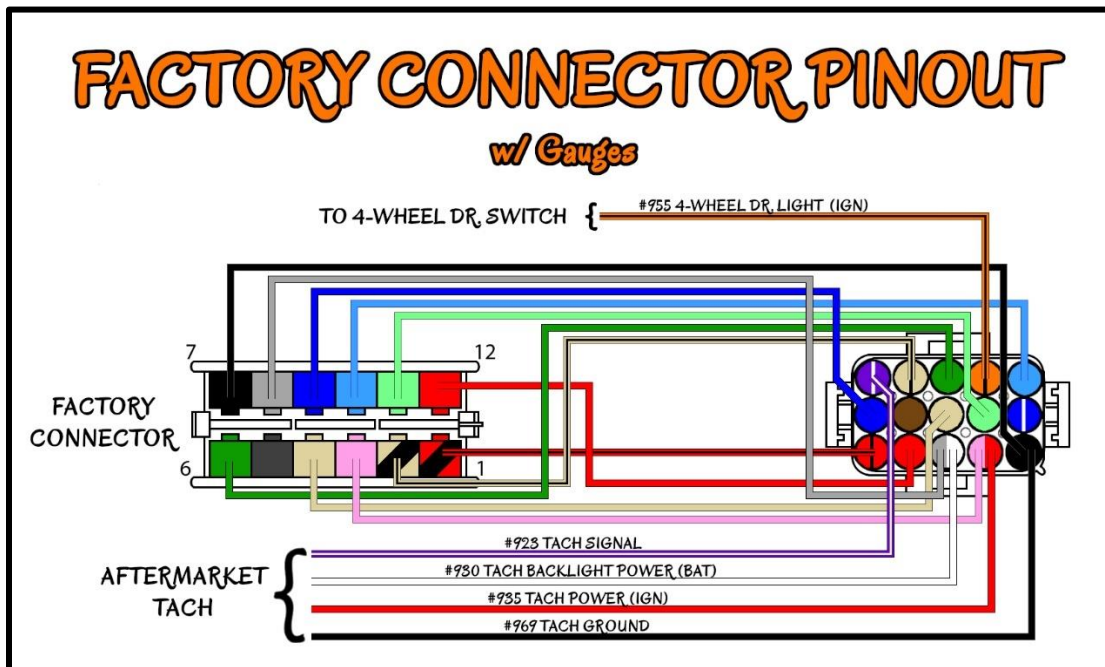 FACTORY CONNECTOR PINOUT
w/ Gauges
TO 4-WHEEL DR. SWITCH {
#955 4-WHEEL DR. LIGHT (IGN)
7
12
FACTORY
CONNECTOR
6
1
#923 TACH SIGNAL
#930 TACH BACKLIGHT POWER (BAT)
#935 TACH POWER (IGN)
#969 TACH GROUND
AFTERMARKET
TACH